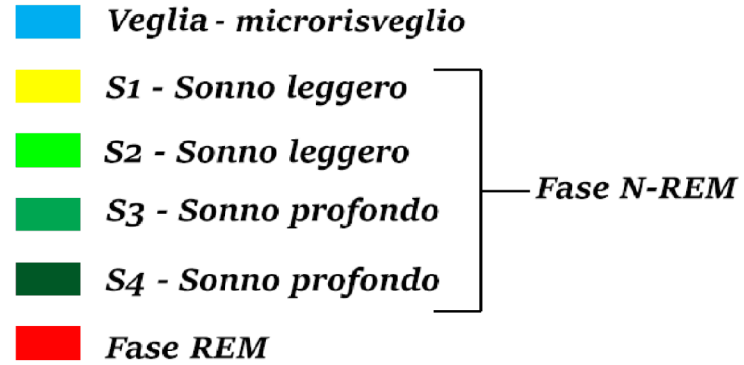 Veglia - microrisveglio
S1 - Sonno leggero
S2 - Sonno leggero
Fase N-REM
S3 - Sonno profondo
S4 - Sonno profondo
Fase REM